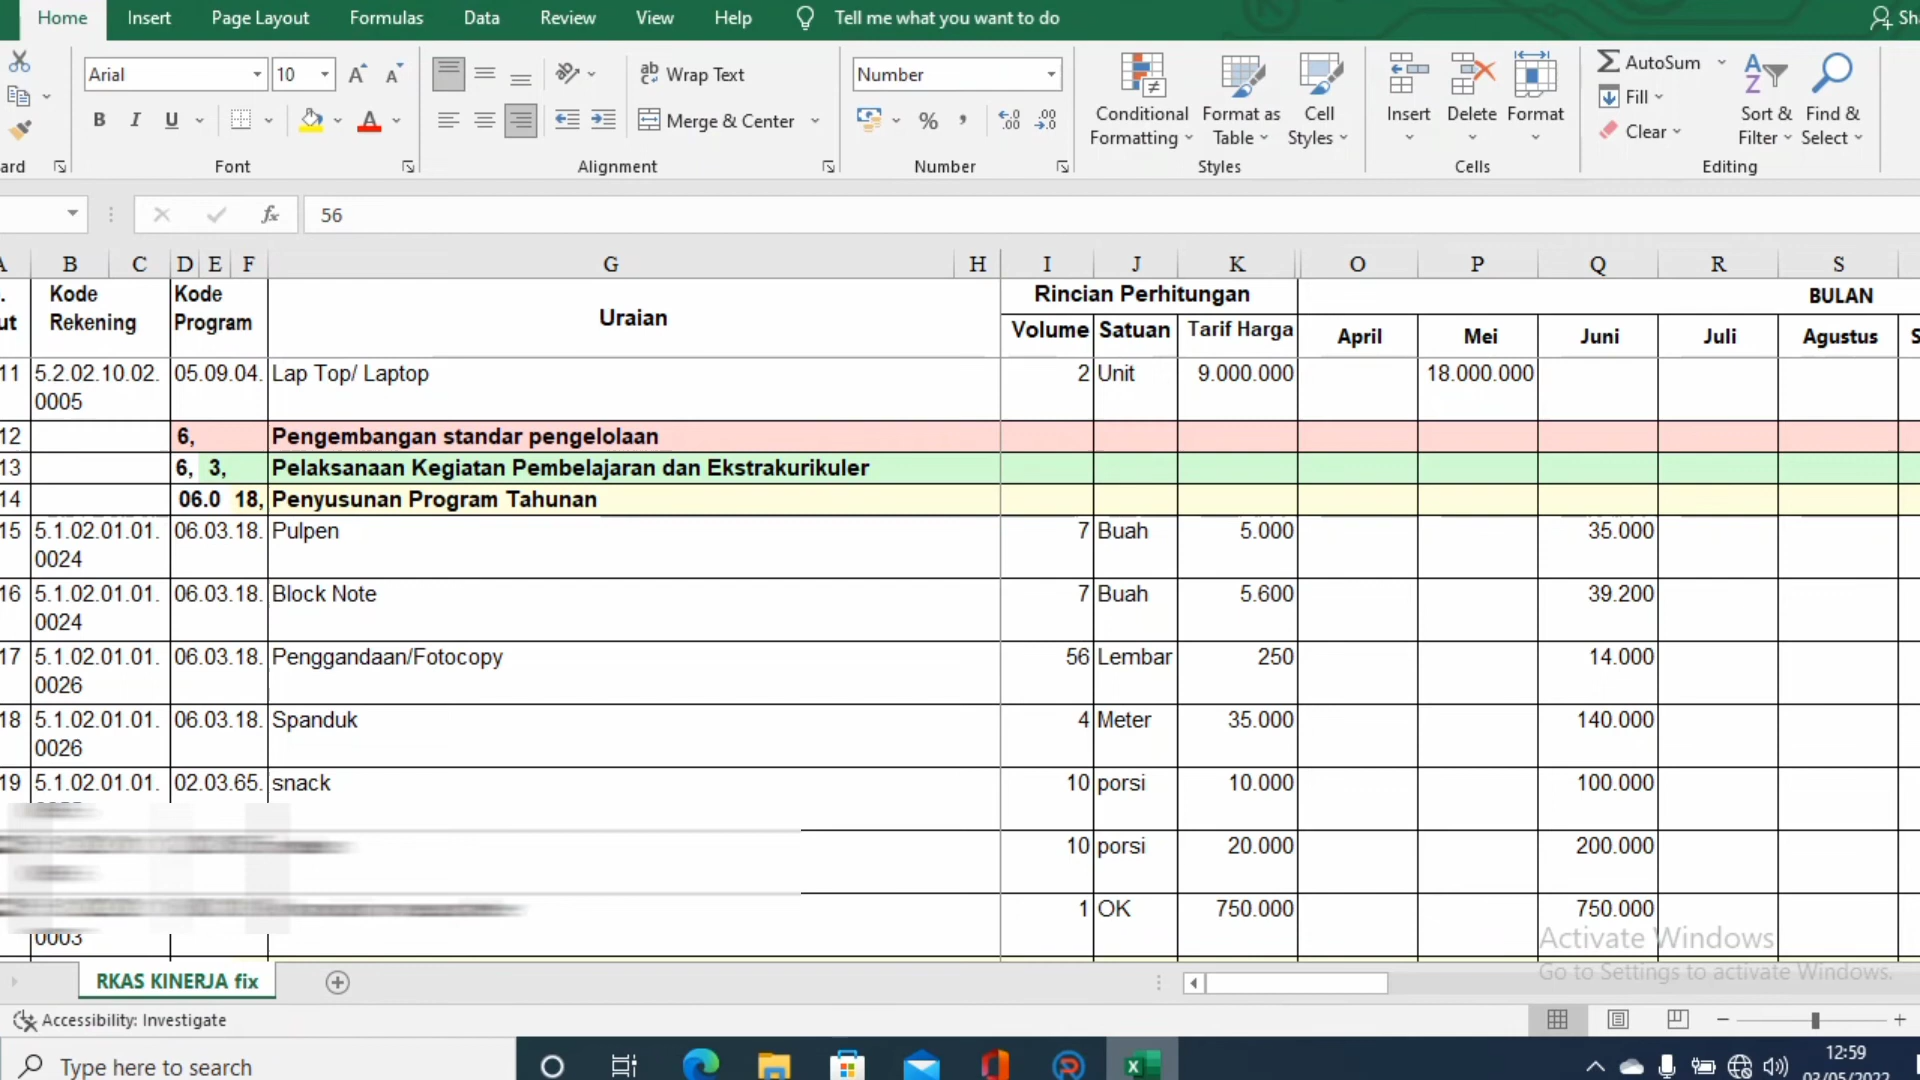 Home Insert Page Layout Formulas Data Review View Help Tell me what you want to do
Arial 10 Wrap Text Number Conditional Formatting Format as Table Cell Styles Insert Delete Format AutoSum
Fill
Clear
Sort & Filter Find & Select
B I U Merge & Center % ,
Font Alignment Number Styles Cells Editing
fx 56
B C D E F G H I J K O P Q R S
Kode Rekening Kode Program Uraian Rincian Perhitungan BULAN
Volume Satuan Tarif Harga April Mei Juni Juli Agustus
11 5.2.02.10.02. 05.09.04. Lap Top/ Laptop 2 Unit 9.000.000 18.000.000
0005
12 6, Pengembangan standar pengelolaan
13 6, 3, Pelaksanaan Kegiatan Pembelajaran dan Ekstrakurikuler
14 06.0 18, Penyusunan Program Tahunan
15 5.1.02.01.01. 06.03.18. Pulpen 7 Buah 5.000 35.000
0024
16 5.1.02.01.01. 06.03.18. Block Note 7 Buah 5.600 39.200
0024
17 5.1.02.01.01. 06.03.18. Penggandaan/Fotocopy 56 Lembar 250 14.000
0026
18 5.1.02.01.01. 06.03.18. Spanduk 4 Meter 35.000 140.000
0026
19 5.1.02.01.01. 02.03.65. snack 10 porsi 10.000 100.000
10 porsi 20.000 200.000
1 OK 750.000 750.000
0003
Activate Windows
Go to Settings to activate Windows.
RKAS KINERJA fix
Accessibility: Investigate
Type here to search
12:59